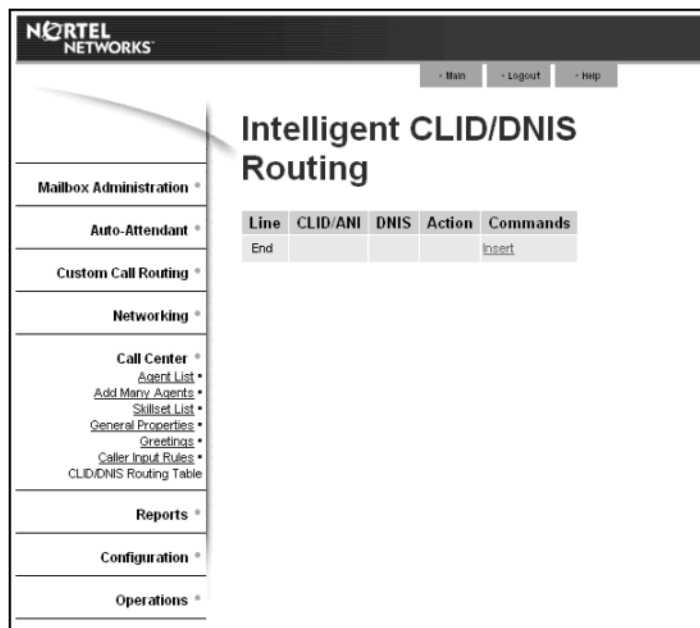 NORTEL
NETWORKS
Main
Logout
Help
Intelligent CLID/DNIS
Routing
Mailbox Administration
Auto-Attendant
Custom Call Routing
Networking
Call Center
Agent List
Add Many Agents
Skillset List
General Properties
Greetings
Caller Input Rules
CLID/DNIS Routing Table
Reports
Configuration
Operations
Line CLID/ANI DNIS Action Commands
End Insert